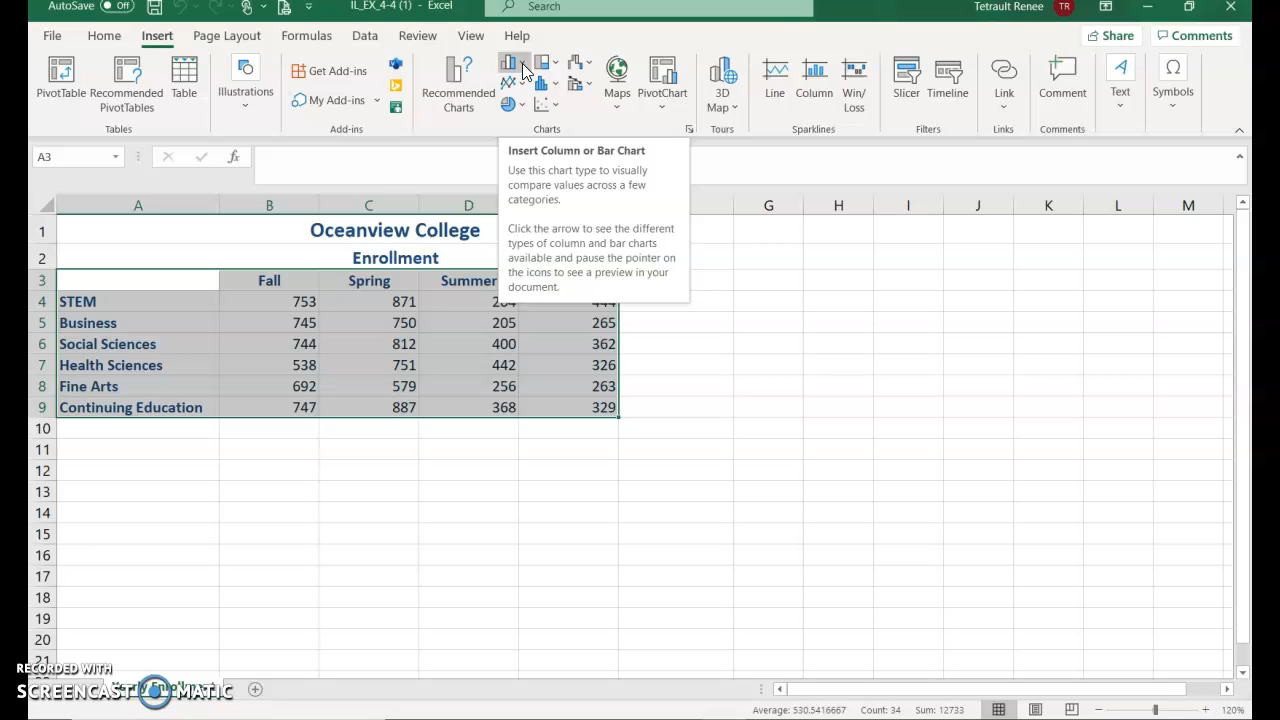 AutoSave Off
IL_EX_4-4 (1) - Excel
Search
Tetrault Renee TR
File Home Insert Page Layout Formulas Data Review View Help
Share Comments
PivotTable Recommended PivotTables Table
Illustrations
Get Add-ins
My Add-ins
Recommended Charts
Maps PivotChart
3D Map
Line Column Win/Loss
Slicer Timeline
Link
Comment
Text
Symbols
Tables Add-ins Charts Tours Sparklines Filters Links Comments
A3
fx
Insert Column or Bar Chart
Use this chart type to visually
compare values across a few
categories.
Click the arrow to see the different
types of column and bar charts
available and pause the pointer on
the icons to see a preview in your
document.
A B C D G H I J K L M
1 Oceanview College
2 Enrollment
3 Fall Spring Summer
4 STEM 753 871
5 Business 745 750 205 265
6 Social Sciences 744 812 400 362
7 Health Sciences 538 751 442 326
8 Fine Arts 692 579 256 263
9 Continuing Education 747 887 368 329
10
11
12
13
14
15
16
17
18
19
20
21
RECORDED WITH
SCREENCAST MATIC
Average: 530.5416667 Count: 34 Sum: 12733
120%